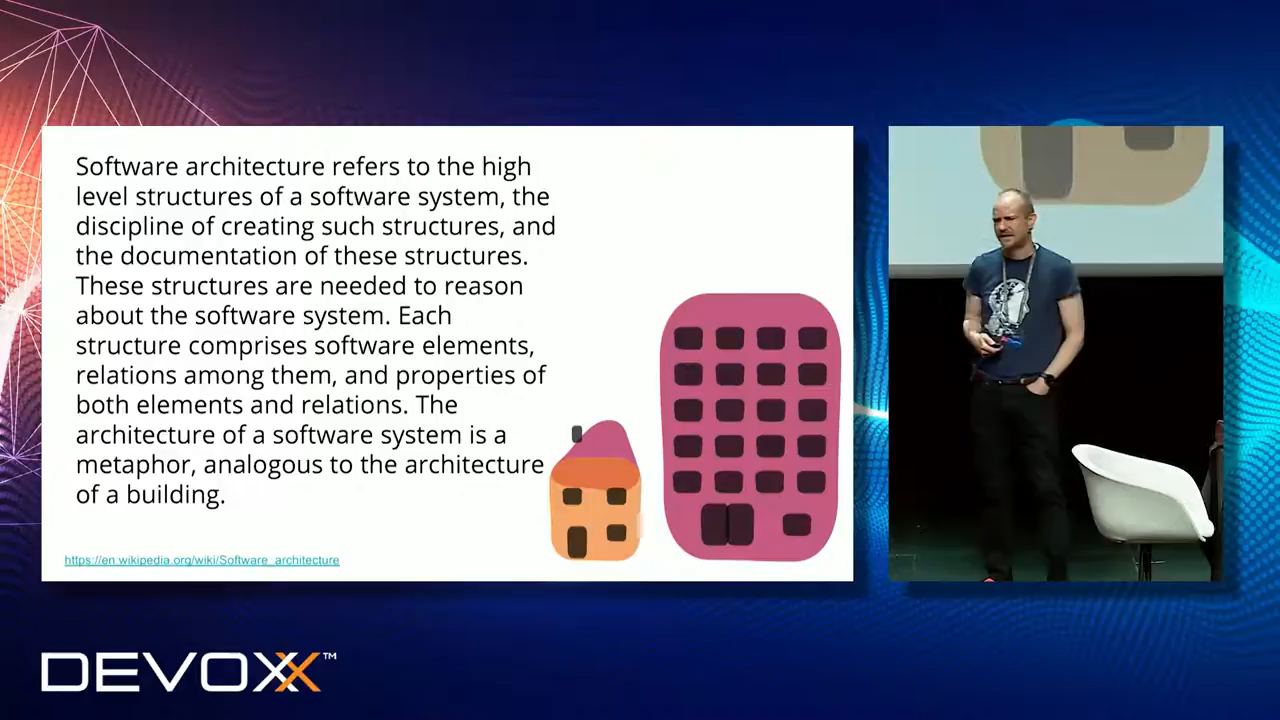 Software architecture refers to the high
level structures of a software system, the
discipline of creating such structures, and
the documentation of these structures.
These structures are needed to reason
about the software system. Each
structure comprises software elements,
relations among them, and properties of
both elements and relations. The
architecture of a software system is a
metaphor, analogous to the architecture
of a building.
https://en.wikipedia.org/wiki/Software_architecture
DEVOXX™